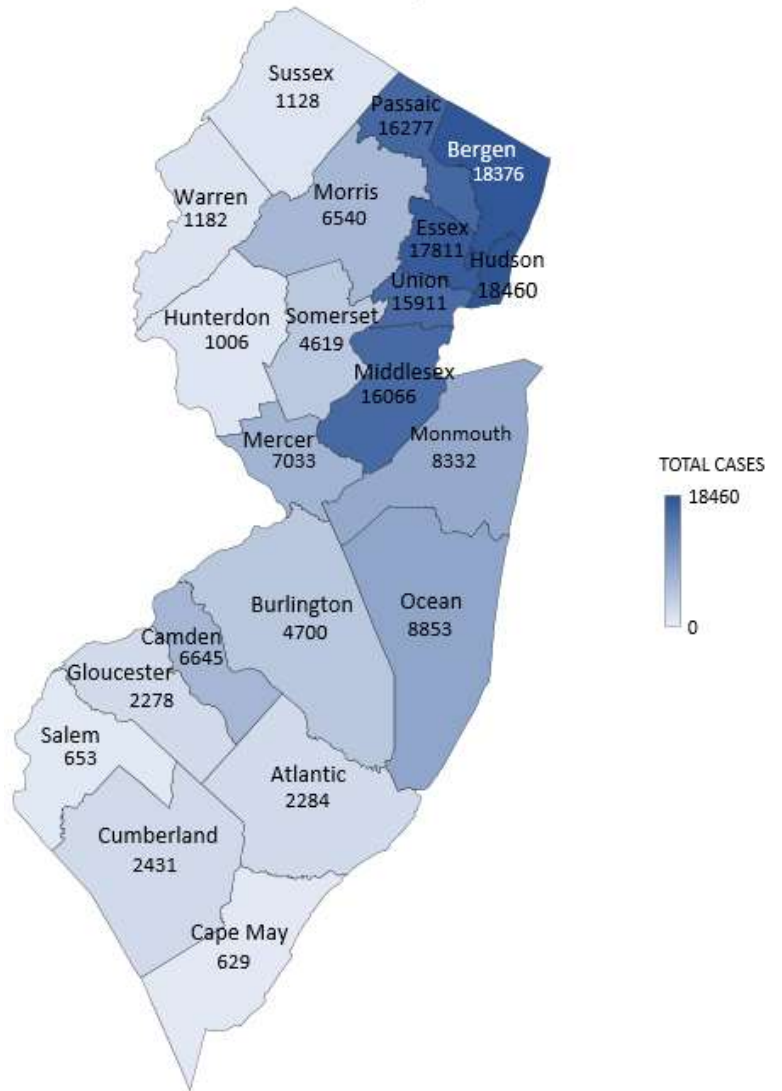 Sussex
1128
Passaic
16277
Bergen
18376
Warren
1182
Morris
6540
Essex
17811
Hudson
18460
Union
15911
Hunterdon
1006
Somerset
4619
Middlesex
16066
Mercer
7033
Monmouth
8332
TOTAL CASES
18460
0
Burlington
4700
Ocean
8853
Camden
6645
Gloucester
2278
Salem
653
Atlantic
2284
Cumberland
2431
Cape May
629